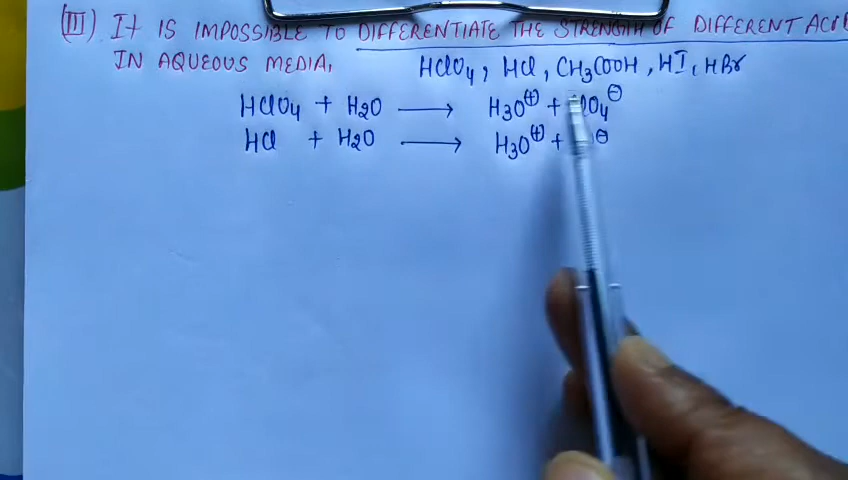 (III) It IS IMPOSSIBLE TO DIFFERENTIATE THE STRENGTH OF DIFFERENT
IN AQUEOUS MEDIA, HClO₄, HCl, CH₃COOH, HI, HBr
HClO₄ + H₂O ⟶ H₃O⊕ + O₄⊖
HCl + H₂O ⟶ H₃O⊕ + ⊖